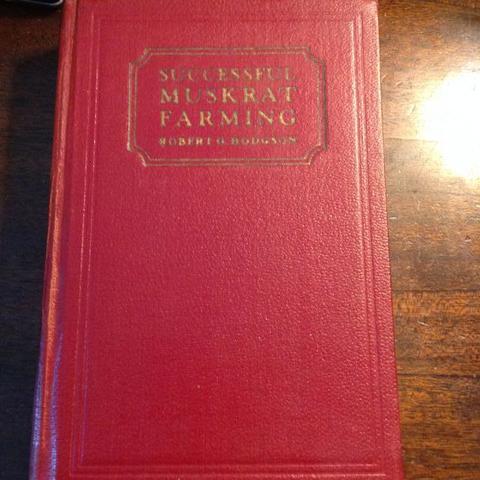 SUCCESSFUL
MUSKRAT
FARMING
ROBERT G. HODGSON